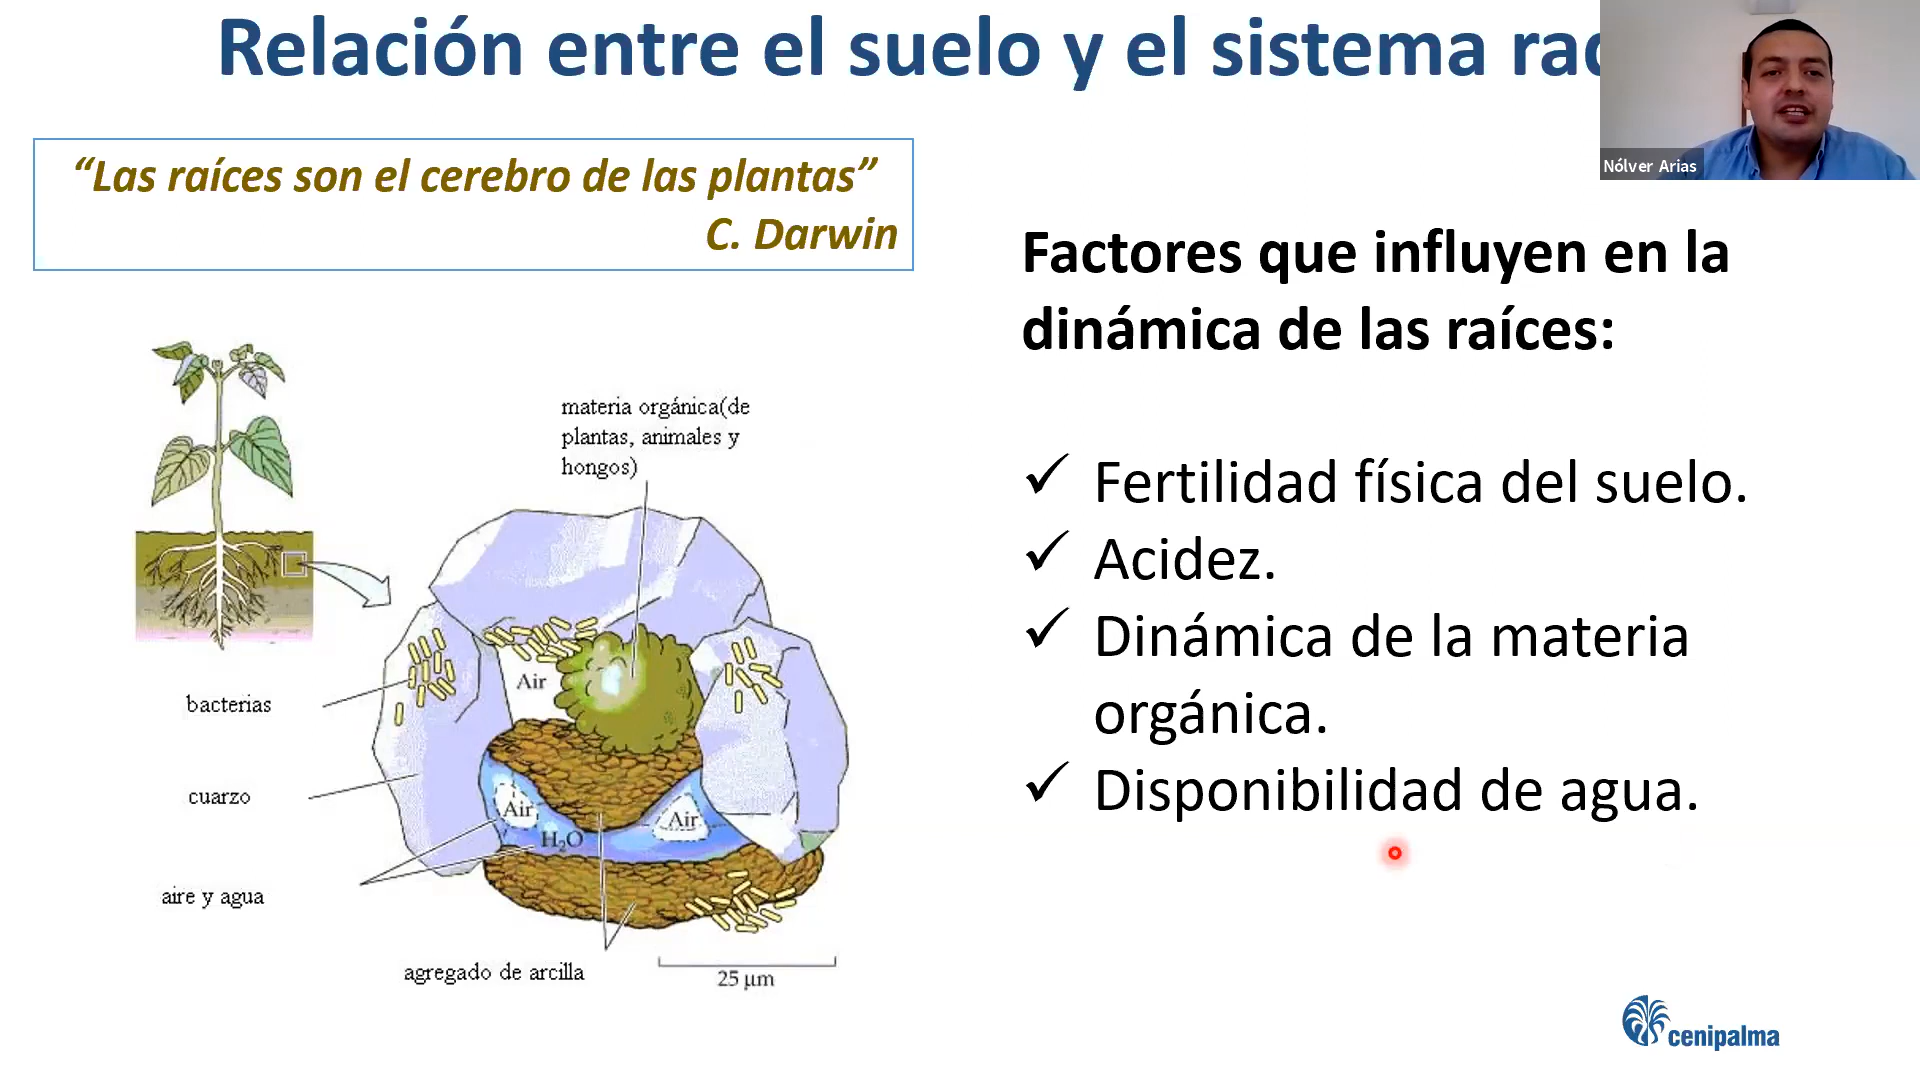 Relación entre el suelo y el sistema rad
Nólver Arias
“Las raíces son el cerebro de las plantas”
C. Darwin
Factores que influyen en la
dinámica de las raíces:
✓ Fertilidad física del suelo.
✓ Acidez.
✓ Dinámica de la materia
orgánica.
✓ Disponibilidad de agua.
materia orgánica(de
plantas, animales y
hongos)
Air
bacterias
cuarzo
Air
Air
H₂O
aire y agua
agregado de arcilla
25 µm
cenipalma